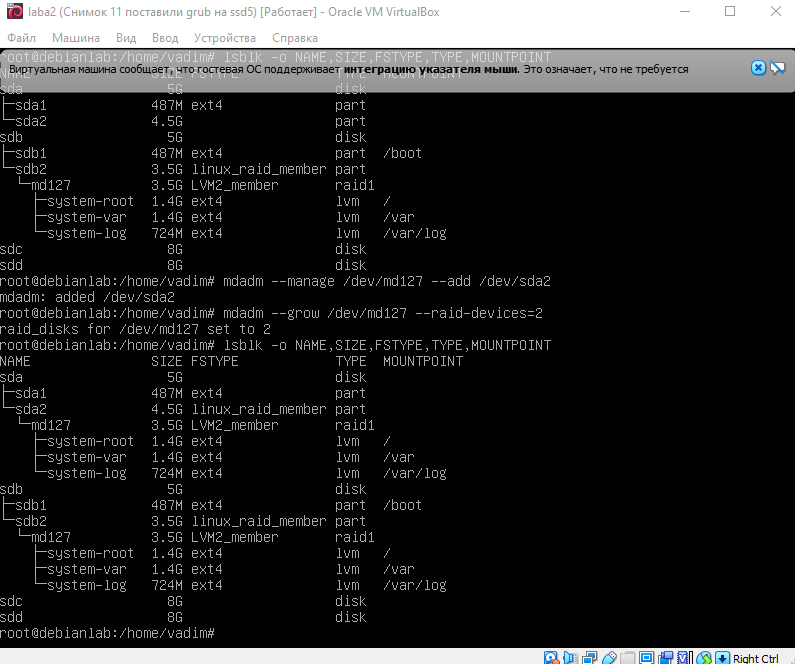 laba2 (Снимок 11 поставили grub на ssd5) [Работает] - Oracle VM VirtualBox
Файл Машина Вид Ввод Устройства Справка
root@debianlab:/home/vadim# lsblk -o NAME,SIZE,FSTYPE,TYPE,MOUNTPOINT
Виртуальная машина сообщает, что гостевая ОС поддерживает интеграцию указателя мыши. Это означает, что не требуется
NAME SIZE FSTYPE TYPE MOUNTPOINT
sda 5G disk
├─sda1 487M ext4 part
└─sda2 4.5G part
sdb 5G disk
├─sdb1 487M ext4 part /boot
└─sdb2 3.5G linux_raid_member part
└─md127 3.5G LVM2_member raid1
├─system-root 1.4G ext4 lvm /
├─system-var 1.4G ext4 lvm /var
└─system-log 724M ext4 lvm /var/log
sdc 8G disk
sdd 8G disk
root@debianlab:/home/vadim# mdadm --manage /dev/md127 --add /dev/sda2
mdadm: added /dev/sda2
root@debianlab:/home/vadim# mdadm --grow /dev/md127 --raid-devices=2
raid_disks for /dev/md127 set to 2
root@debianlab:/home/vadim# lsblk -o NAME,SIZE,FSTYPE,TYPE,MOUNTPOINT
NAME SIZE FSTYPE TYPE MOUNTPOINT
sda 5G disk
├─sda1 487M ext4 part
└─sda2 4.5G linux_raid_member part
└─md127 3.5G LVM2_member raid1
├─system-root 1.4G ext4 lvm /
├─system-var 1.4G ext4 lvm /var
└─system-log 724M ext4 lvm /var/log
sdb 5G disk
├─sdb1 487M ext4 part /boot
└─sdb2 3.5G linux_raid_member part
└─md127 3.5G LVM2_member raid1
├─system-root 1.4G ext4 lvm /
├─system-var 1.4G ext4 lvm /var
└─system-log 724M ext4 lvm /var/log
sdc 8G disk
sdd 8G disk
root@debianlab:/home/vadim#
Right Ctrl